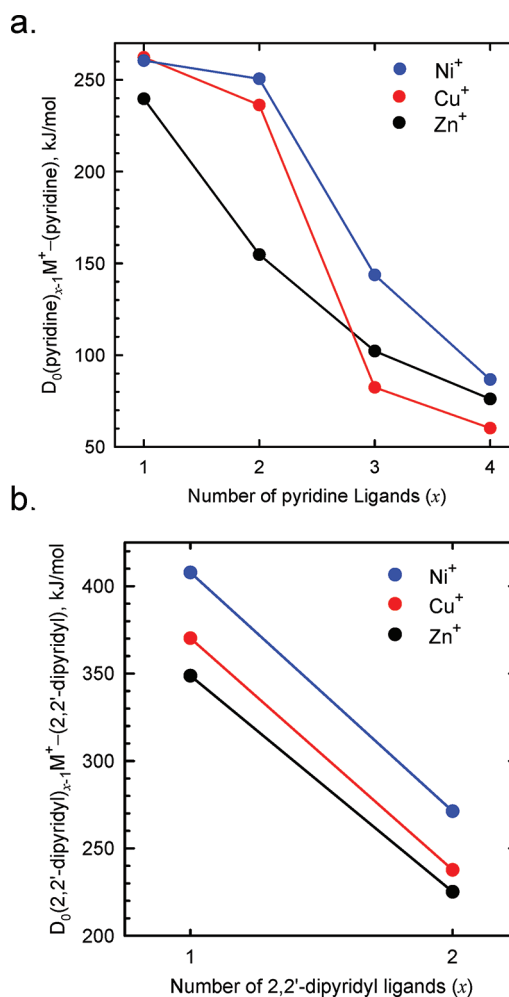 a.
D₀(pyridine)ₓ₋₁M⁺−(pyridine), kJ/mol
250
200
150
100
50
Ni⁺
Cu⁺
Zn⁺
1 2 3 4
Number of pyridine Ligands (x)
b.
D₀(2,2'-dipyridyl)ₓ₋₁M⁺−(2,2'-dipyridyl), kJ/mol
400
350
300
250
200
Ni⁺
Cu⁺
Zn⁺
1 2
Number of 2,2'-dipyridyl ligands (x)